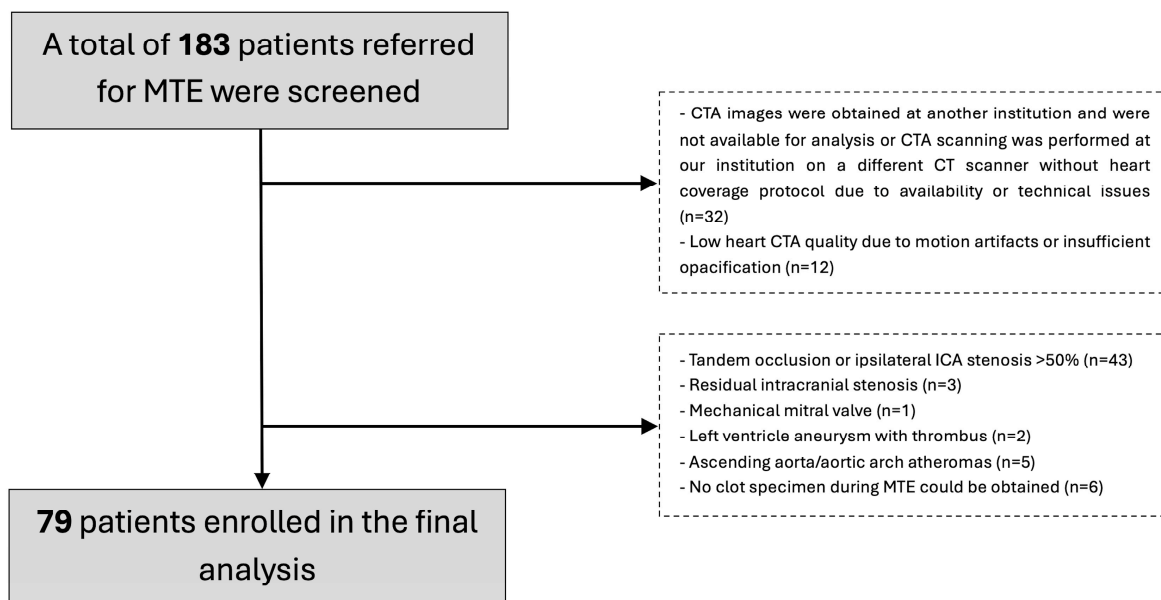 A total of 183 patients referred
for MTE were screened
- CTA images were obtained at another institution and were
not available for analysis or CTA scanning was performed at
our institution on a different CT scanner without heart
coverage protocol due to availability or technical issues
(n=32)
- Low heart CTA quality due to motion artifacts or insufficient
opacification (n=12)
- Tandem occlusion or ipsilateral ICA stenosis >50% (n=43)
- Residual intracranial stenosis (n=3)
- Mechanical mitral valve (n=1)
- Left ventricle aneurysm with thrombus (n=2)
- Ascending aorta/aortic arch atheromas (n=5)
- No clot specimen during MTE could be obtained (n=6)
79 patients enrolled in the final
analysis